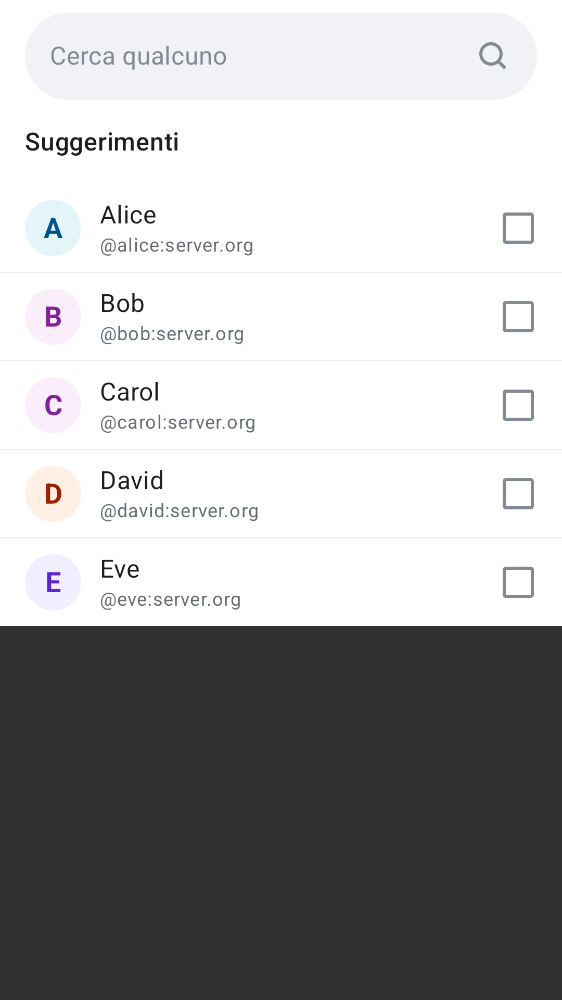 Cerca qualcuno
Suggerimenti
A
Alice
@alice:server.org
B
Bob
@bob:server.org
C
Carol
@carol:server.org
D
David
@david:server.org
E
Eve
@eve:server.org